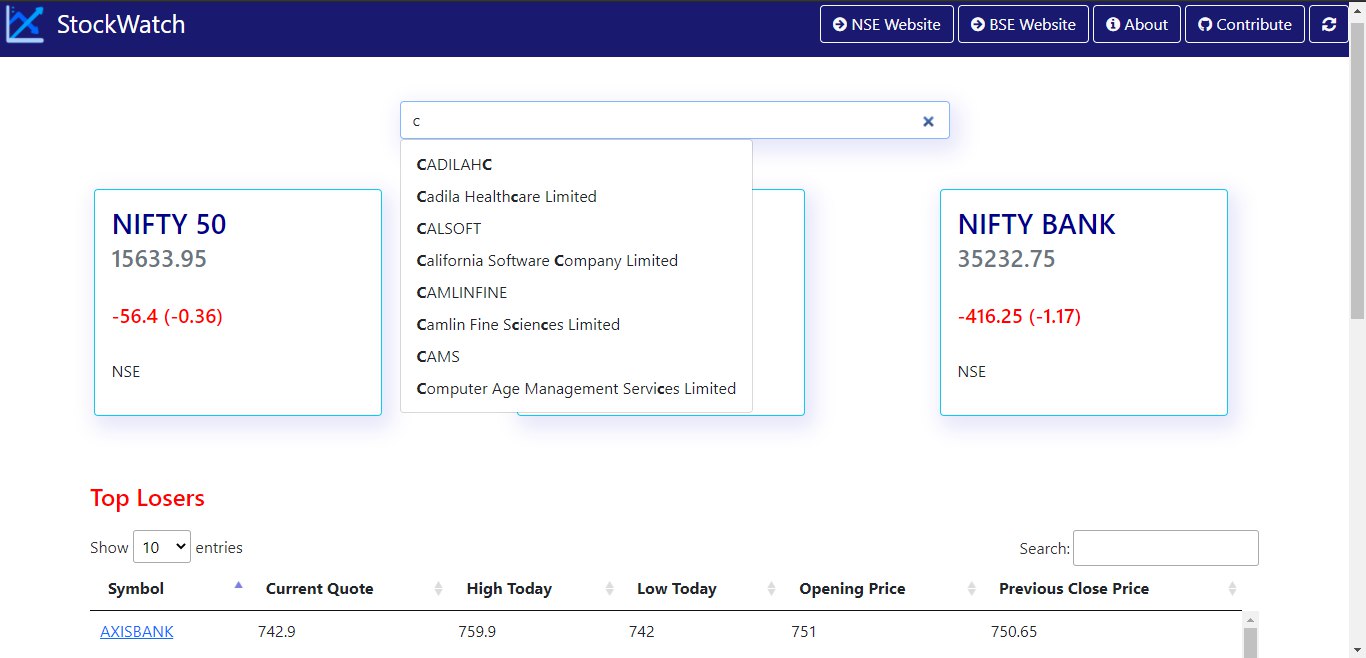 StockWatch
NSE Website
BSE Website
About
Contribute
c
CADILAHC
Cadila Healthcare Limited
CALSOFT
California Software Company Limited
CAMLINFINE
Camlin Fine Sciences Limited
CAMS
Computer Age Management Services Limited
NIFTY 50
15633.95
-56.4 (-0.36)
NSE
NIFTY BANK
35232.75
-416.25 (-1.17)
NSE
Top Losers
Show 10 entries
Search:
Symbol Current Quote High Today Low Today Opening Price Previous Close Price
AXISBANK 742.9 759.9 742 751 750.65